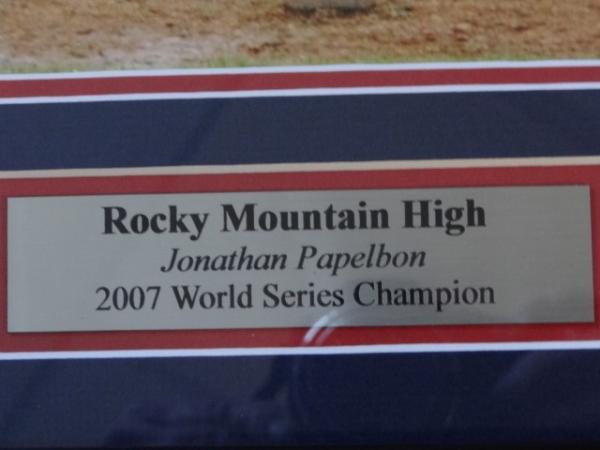 Rocky Mountain High
Jonathan Papelbon
2007 World Series Champion